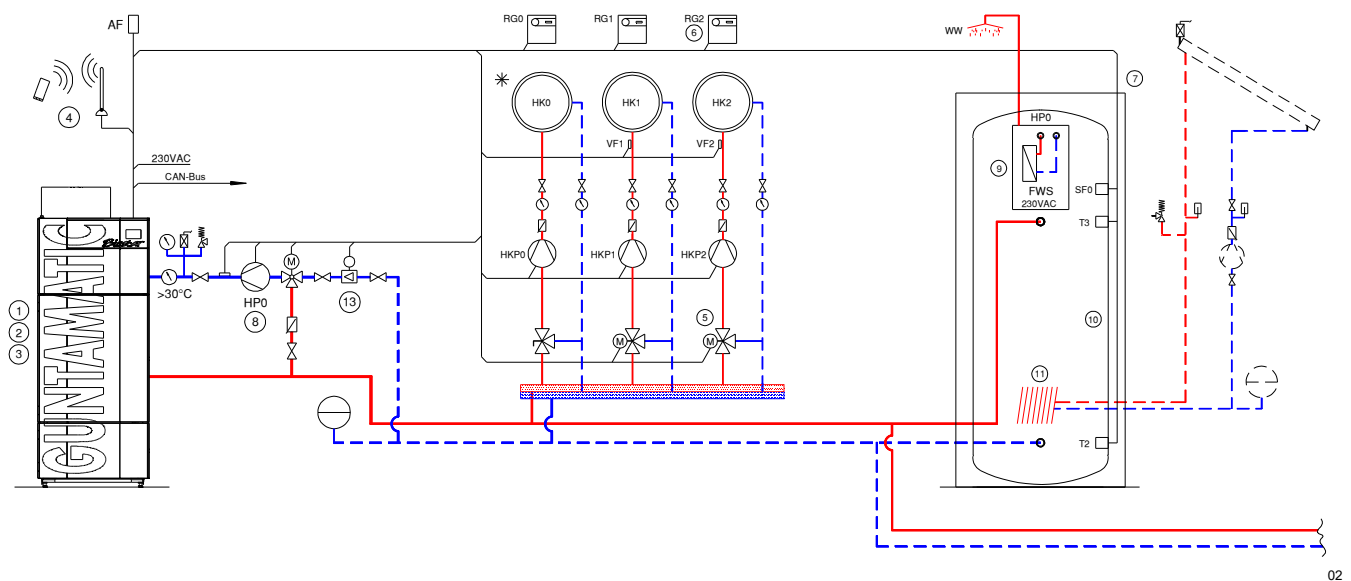 AF
RG0
RG1
RG2
6
WW
7
4
HK0
HK1
HK2
HP0
VF1
VF2
9
FWS
230VAC
SF0
T3
230VAC
CAN-Bus
GUNTAMATIC
Biostar
M
>30°C
HP0
8
13
HKP0
HKP1
HKP2
1
2
3
5
M
M
10
11
T2
02